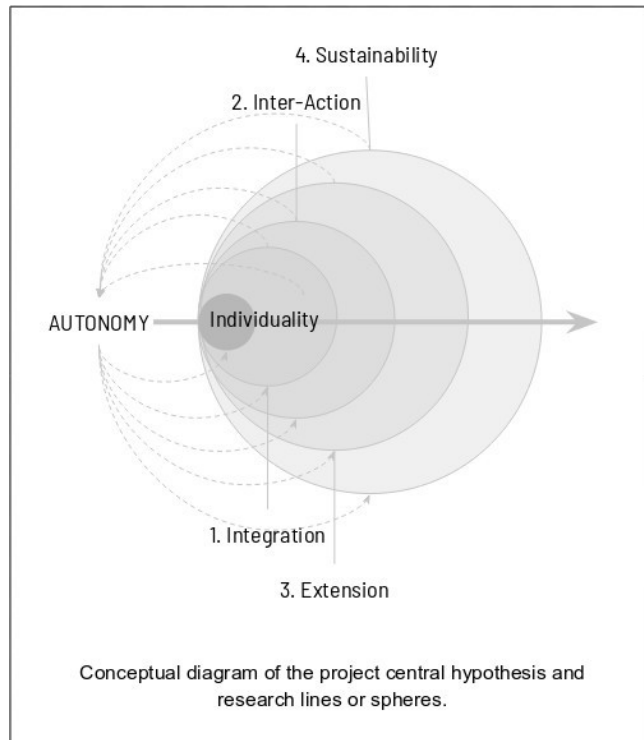 4. Sustainability
2. Inter-Action
AUTONOMY
Individuality
1. Integration
3. Extension
Conceptual diagram of the project central hypothesis and
research lines or spheres.